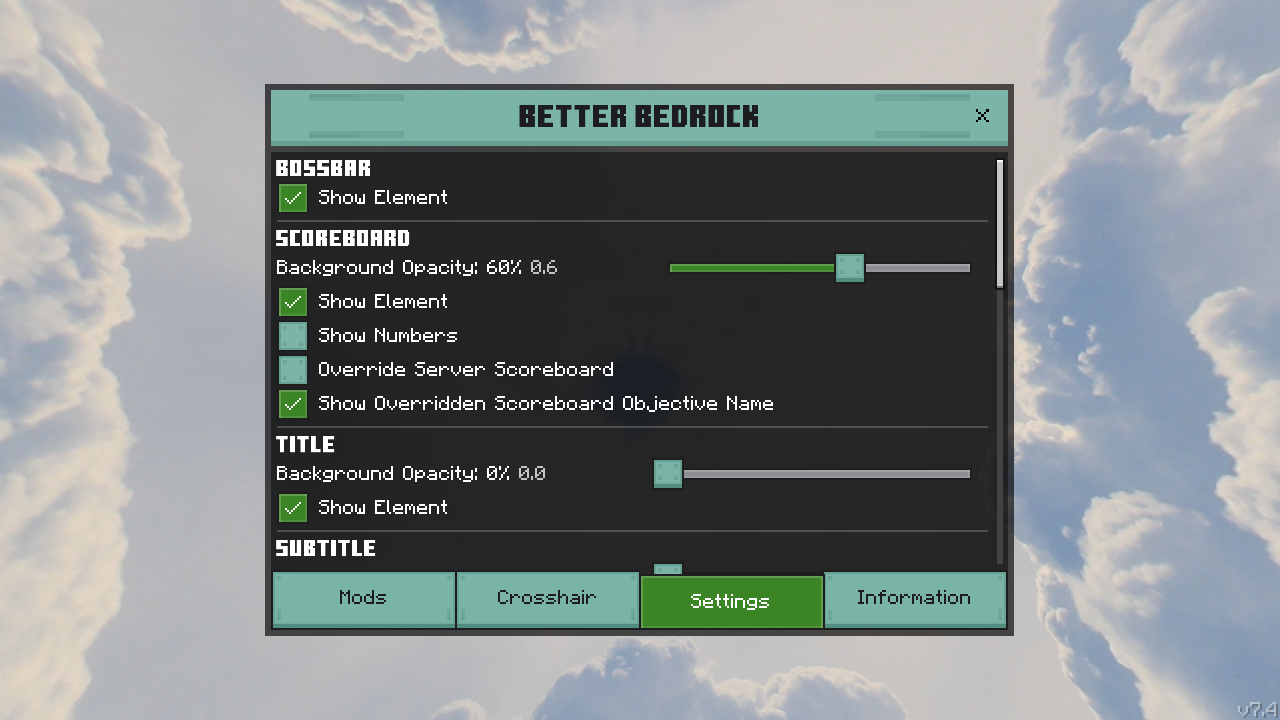 BETTER BEDROCK
BOSSBAR
Show Element
SCOREBOARD
Background Opacity: 60% 0.6
Show Element
Show Numbers
Override Server Scoreboard
Show Overridden Scoreboard Objective Name
TITLE
Background Opacity: 0% 0.0
Show Element
SUBTITLE
Mods Crosshair Settings Information
v7.4